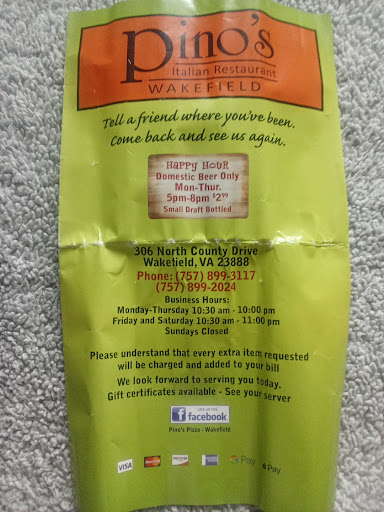 Pino's
Italian Restaurant
WAKEFIELD
Tell a friend where you've been.
Come back and see us again.
HAPPY HOUR
Domestic Beer Only
Mon-Thur.
5pm-8pm $2.99
Small Draft Bottled
306 North County Drive
Wakefield, VA 23888
Phone: (757) 899-3117
(757) 899-2024
Business Hours:
Monday-Thursday 10:30 am - 10:00 pm
Friday and Saturday 10:30 am - 11:00 pm
Sundays Closed
Please understand that every extra item requested
will be charged and added to your bill
We look forward to serving you today.
Gift certificates available - See your server
f facebook
Pino's Pizza - Wakefield
VISA G Pay Pay